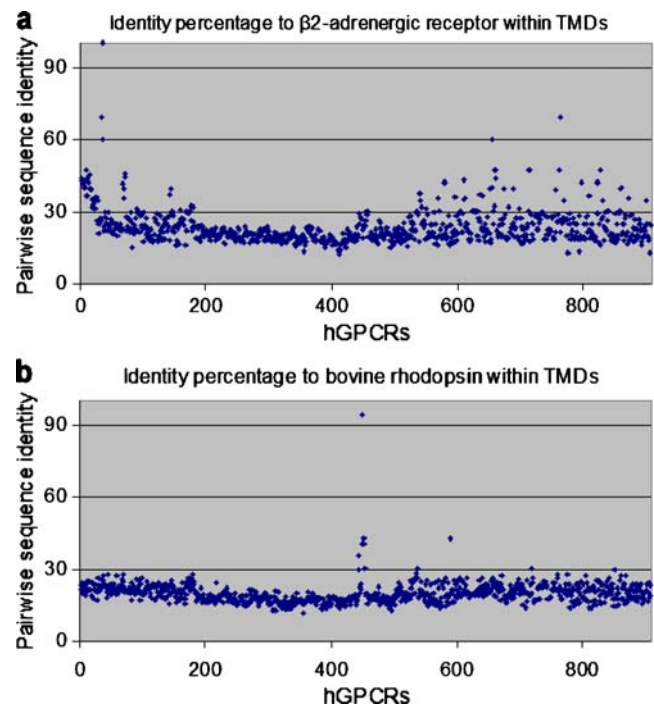 a
Identity percentage to β2-adrenergic receptor within TMDs
Pairwise sequence identity
90
60
30
0
0 200 400 600 800
hGPCRs
b
Identity percentage to bovine rhodopsin within TMDs
Pairwise sequence identity
90
60
30
0
0 200 400 600 800
hGPCRs